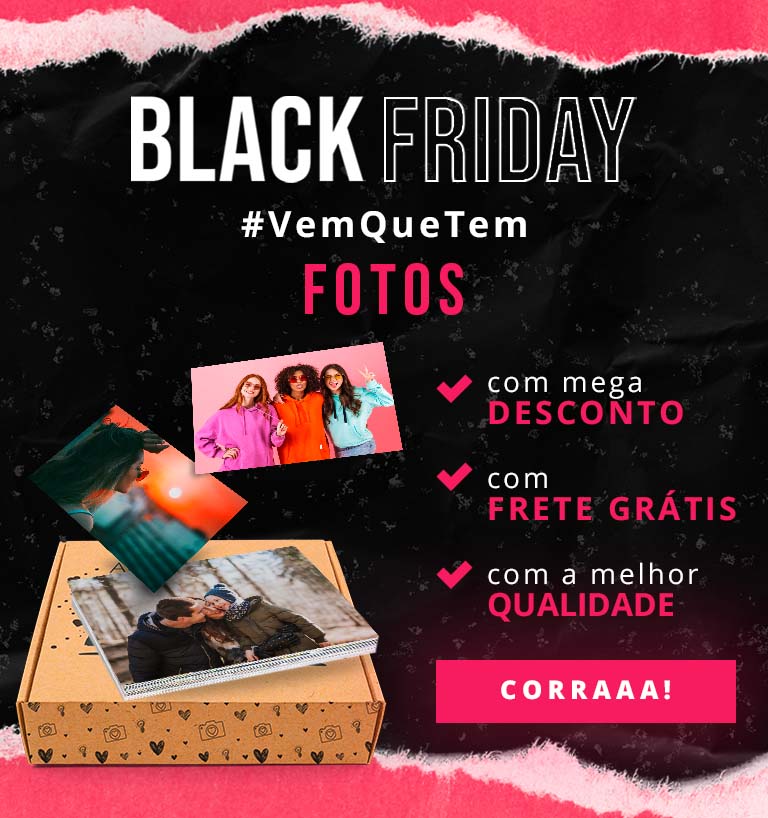 BLACK FRIDAY
#VemQueTem
FOTOS
com mega
DESCONTO
com
FRETE GRÁTIS
com a melhor
QUALIDADE
CORRAAA!